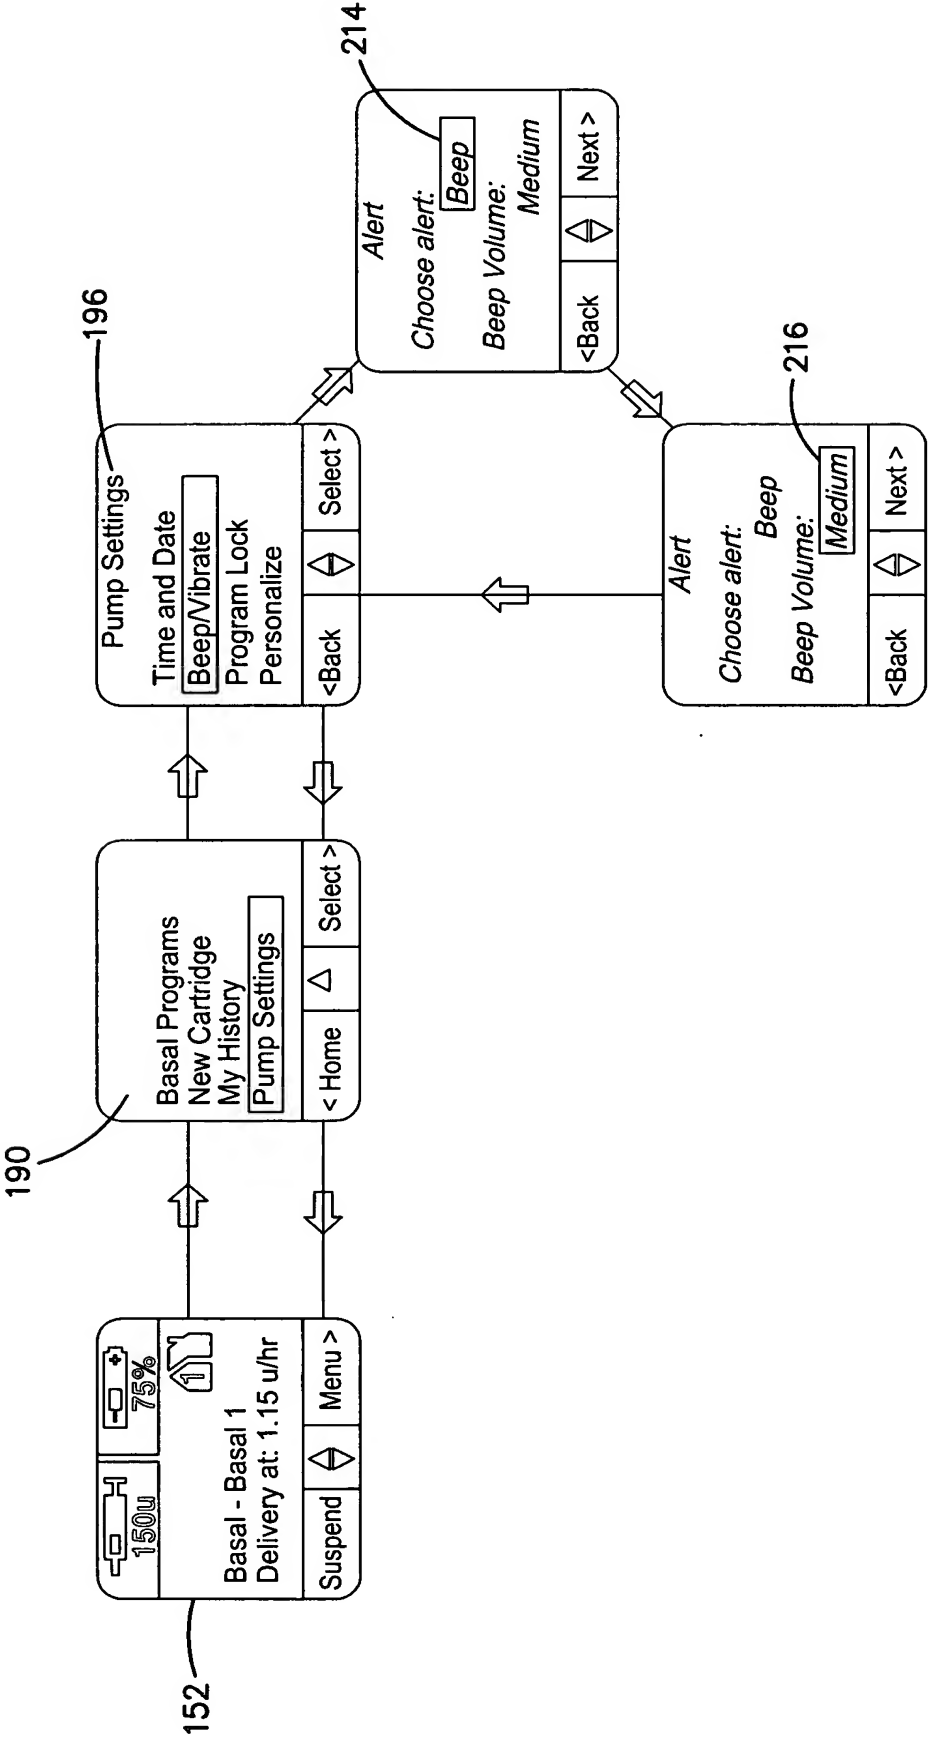 152
150u
75%
1
Basal - Basal 1
Delivery at: 1.15 u/hr
Suspend
Menu >
190
Basal Programs
New Cartridge
My History
Pump Settings
< Home
Select >
196
Pump Settings
Time and Date
Beep/Vibrate
Program Lock
Personalize
<Back
Select >
214
Alert
Choose alert:
Beep
Beep Volume:
Medium
<Back
Next >
216
Alert
Choose alert:
Beep
Beep Volume:
Medium
<Back
Next >